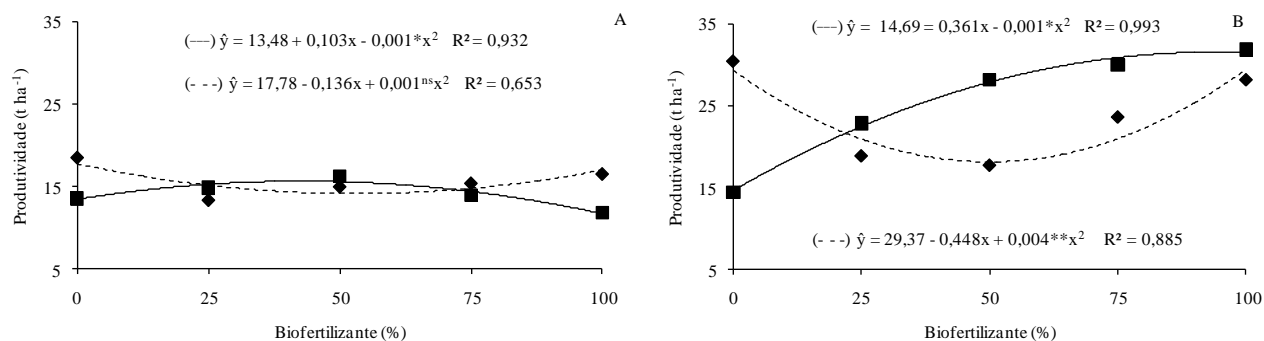 A
(—) ŷ = 13,48 + 0,103x - 0,001*x² R² = 0,932
(- - -) ŷ = 17,78 - 0,136x + 0,001ⁿˢx² R² = 0,653
Produtividade (t ha⁻¹)
35
25
15
5
0 25 50 75 100
Biofertilizante (%)
B
(—) ŷ = 14,69 = 0,361x - 0,001*x² R² = 0,993
(- - -) ŷ = 29,37 - 0,448x + 0,004**x² R² = 0,885
Produtividade (t ha⁻¹)
35
25
15
5
0 25 50 75 100
Biofertilizante (%)